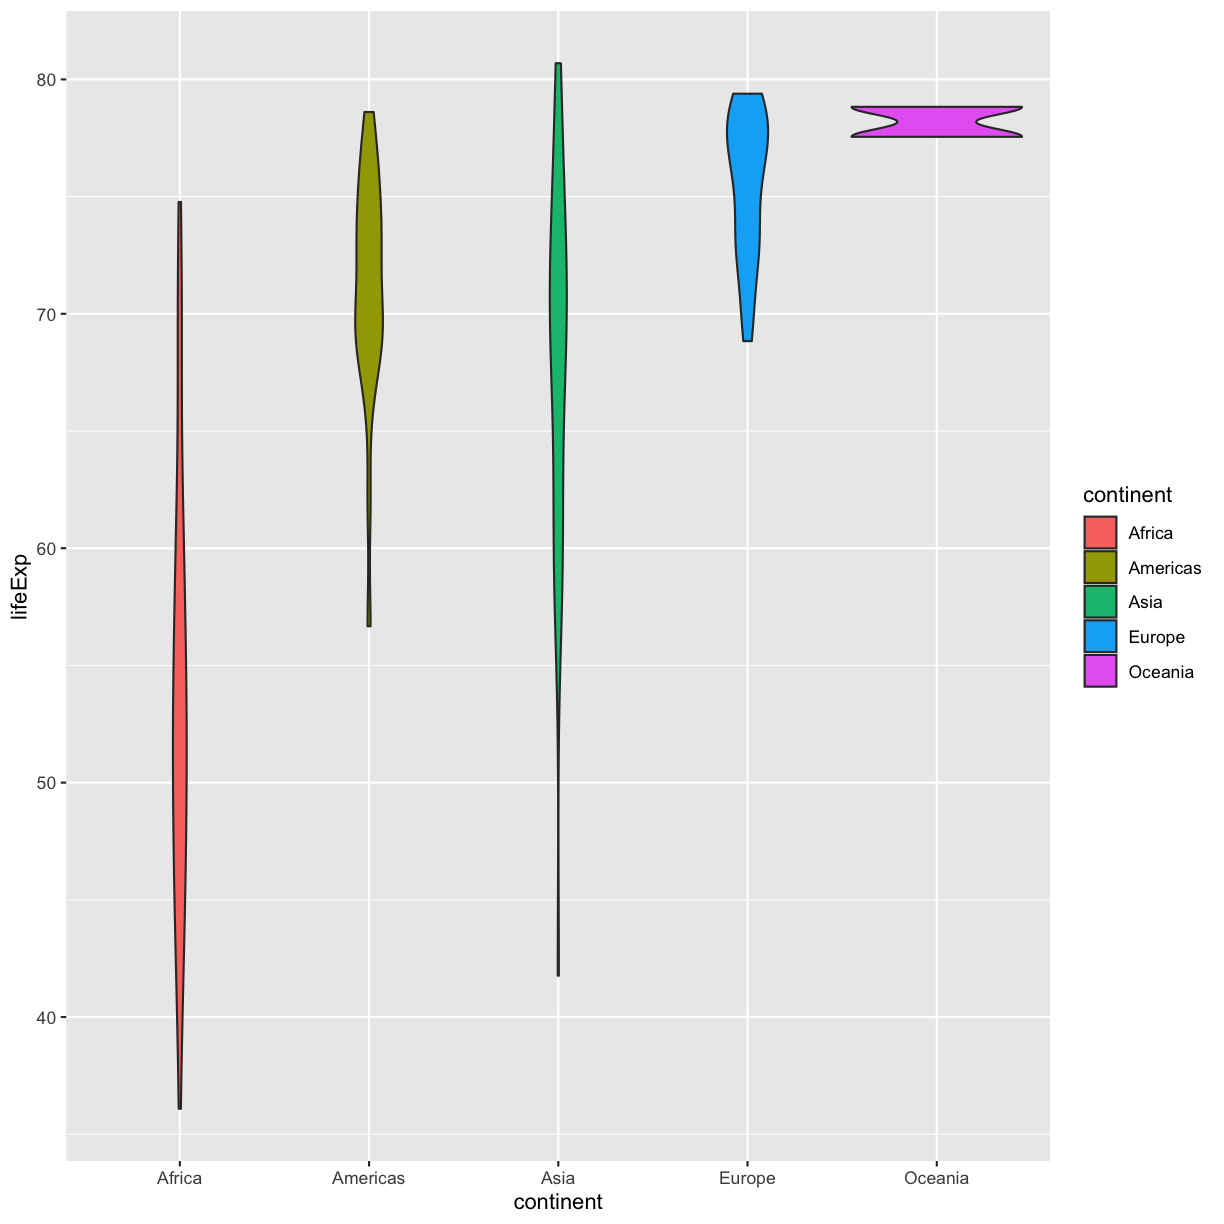 80
70
60
50
40
lifeExp
Africa
Americas
Asia
Europe
Oceania
continent
continent
Africa
Americas
Asia
Europe
Oceania